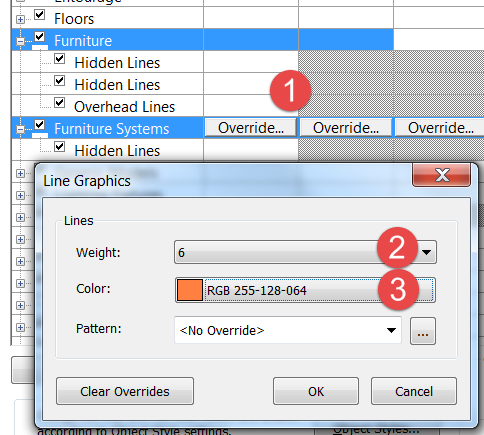 Entourage
Floors
Furniture
Hidden Lines
Hidden Lines
Overhead Lines
1
Furniture Systems Override... Override... Override...
Hidden Lines
Line Graphics
Lines
Weight: 6 2
Color: RGB 255-128-064 3
Pattern: <No Override> ...
Clear Overrides OK Cancel
according to Object Style settings. Object Styles...